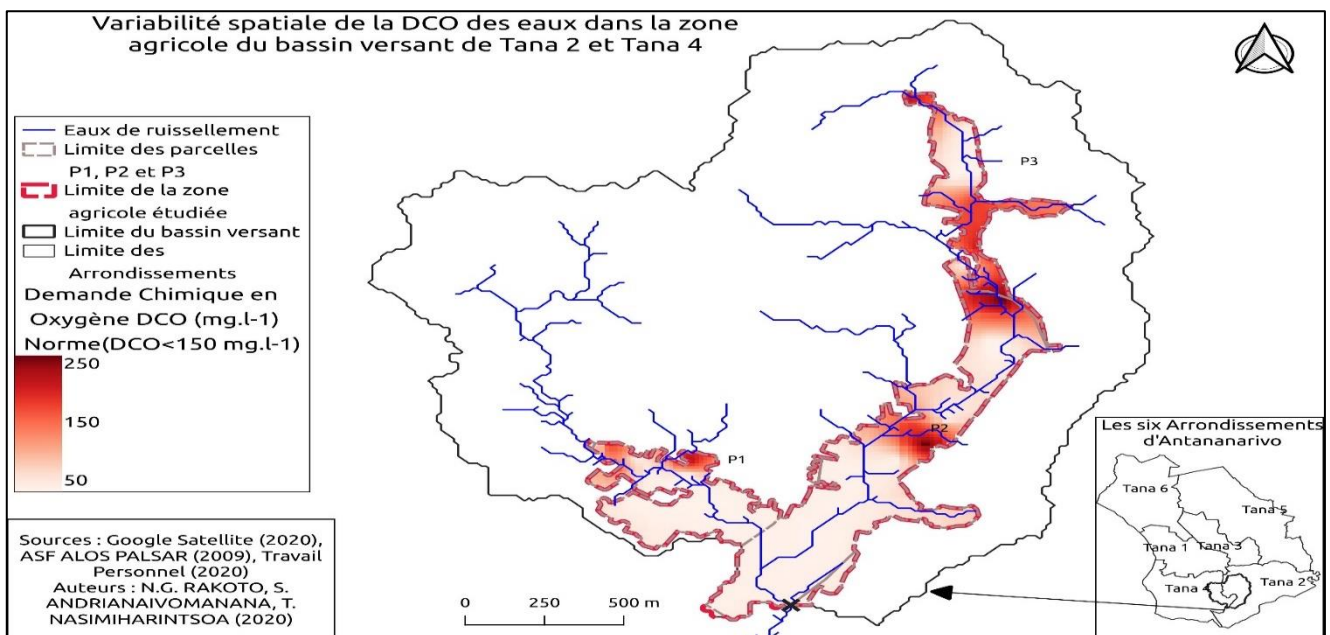 Variabilité spatiale de la DCO des eaux dans la zone
agricole du bassin versant de Tana 2 et Tana 4
Eaux de ruissellement
Limite des parcelles
P1, P2 et P3
Limite de la zone
agricole étudiée
Limite du bassin versant
Limite des
Arrondissements
Demande Chimique en
Oxygène DCO (mg.l-1)
Norme(DCO<150 mg.l-1)
250
150
50
Sources : Google Satellite (2020),
ASF ALOS PALSAR (2009), Travail
Personnel (2020)
Auteurs : N.G. RAKOTO, S.
ANDRIANAIVOMANANA, T.
NASIMIHARINTSOA (2020)
0 250 500 m
P3
P2
P1
Les six Arrondissements
d'Antananarivo
Tana 6
Tana 5
Tana 1
Tana 3
Tana 2
Tana 4